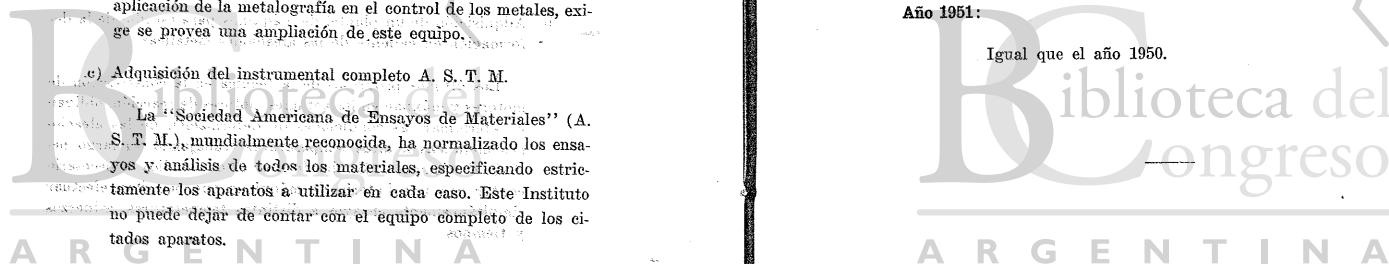 aplicación de la metalografía en el control de los metales, exi-
ge se provea una ampliación de este equipo.
c) Adquisición del instrumental completo A. S. T. M.
La "Sociedad Americana de Ensayos de Materiales" (A.
S. T. M.), mundialmente reconocida, ha normalizado los ensa-
yos y análisis de todos los materiales, especificando estric-
tamente los aparatos a utilizar en cada caso. Este Instituto
no puede dejar de contar con el equipo completo de los ci-
tados aparatos.
Biblioteca del
Congreso
ARGENTINA
Año 1951:
Igual que el año 1950.
Biblioteca del
Congreso
ARGENTINA